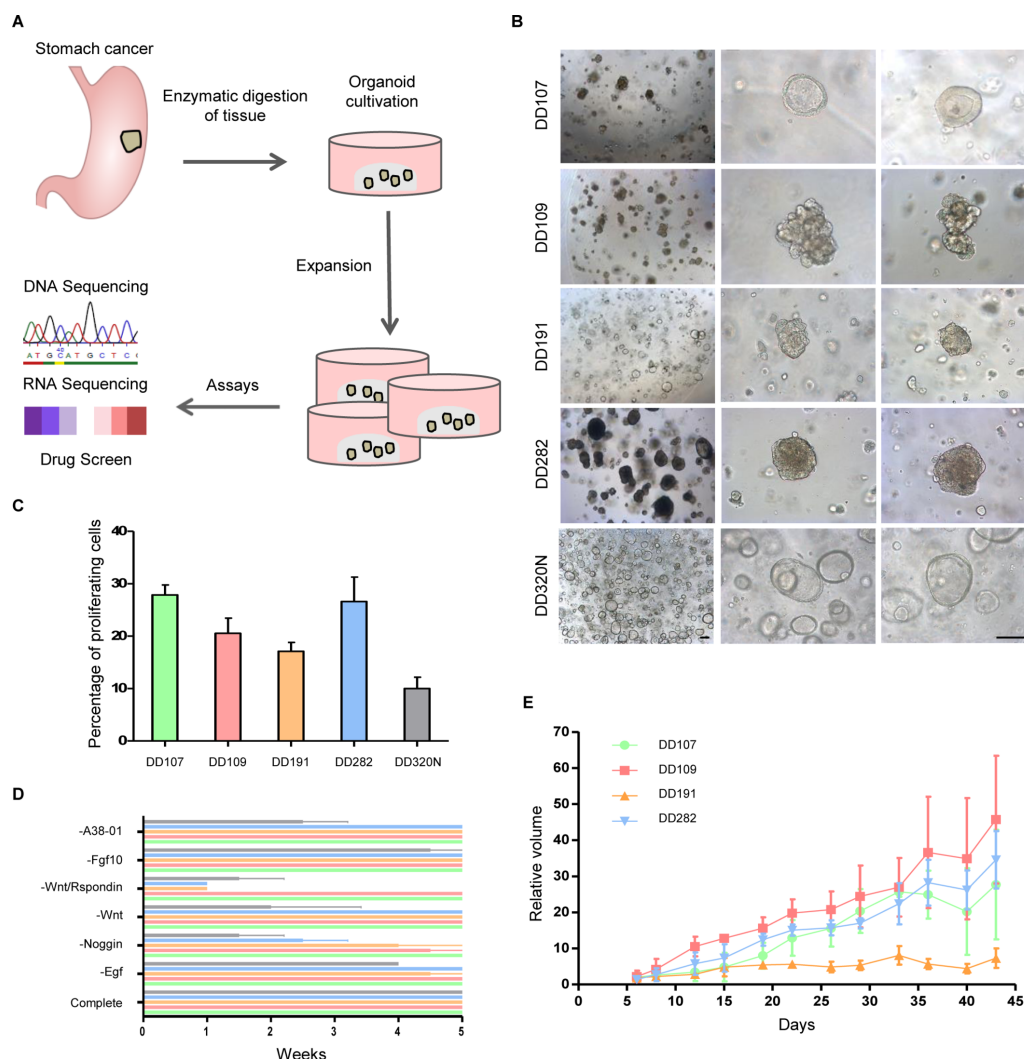 A
Stomach cancer
Enzymatic digestion
of tissue
Organoid
cultivation
Expansion
DNA Sequencing
48
A T G C A T G C T C
RNA Sequencing
Assays
Drug Screen
B
DD107
DD109
DD191
DD282
DD320N
C
Percentage of proliferating cells
40
30
20
10
0
DD107 DD109 DD191 DD282 DD320N
D
-A38-01
-Fgf10
-Wnt/Rspondin
-Wnt
-Noggin
-Egf
Complete
0 1 2 3 4 5
Weeks
E
Relative volume
70
60
50
40
30
20
10
0
DD107
DD109
DD191
DD282
0 5 10 15 20 25 30 35 40 45
Days